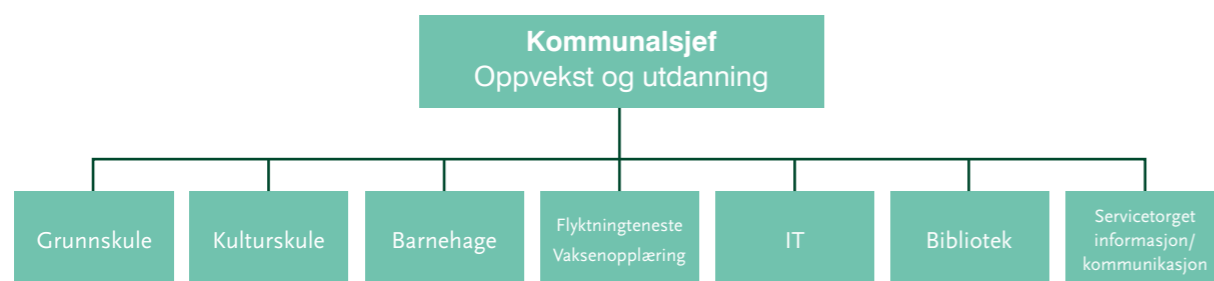 Kommunalsjef
Oppvekst og utdanning
Grunnskule
Kulturskule
Barnehage
Flyktningteneste
Vaksenopplæring
IT
Bibliotek
Servicetorget
informasjon/
kommunikasjon